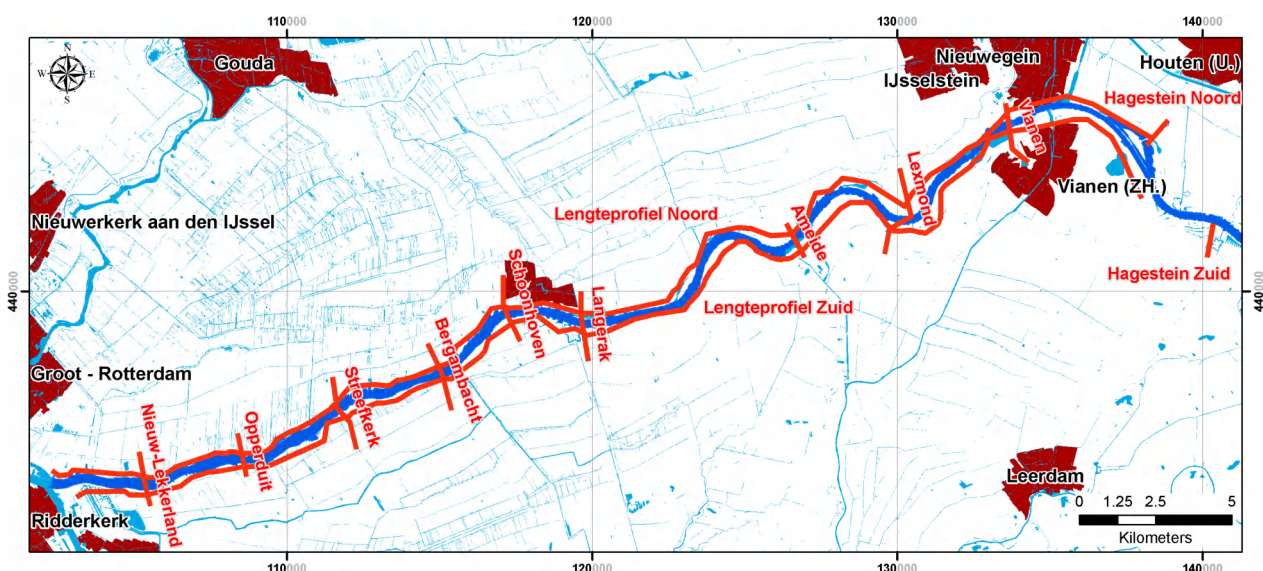 110000
120000
130000
140000
N
W E
S
Gouda
Nieuwegein
IJsselstein
Houten (U.)
Hagestein Noord
Vianen
Vianen (ZH.)
Lexmond
Nieuwerkerk aan den IJssel
Lengteprofiel Noord
Ameide
Schoonhoven
Langerak
Hagestein Zuid
440000
440000
Lengteprofiel Zuid
Bergambacht
Groot - Rotterdam
Streefkerk
Opperduit
Nieuw-Lekkerland
Leerdam
Ridderkerk
0 1.25 2.5 5
Kilometers
110000
120000
130000
140000